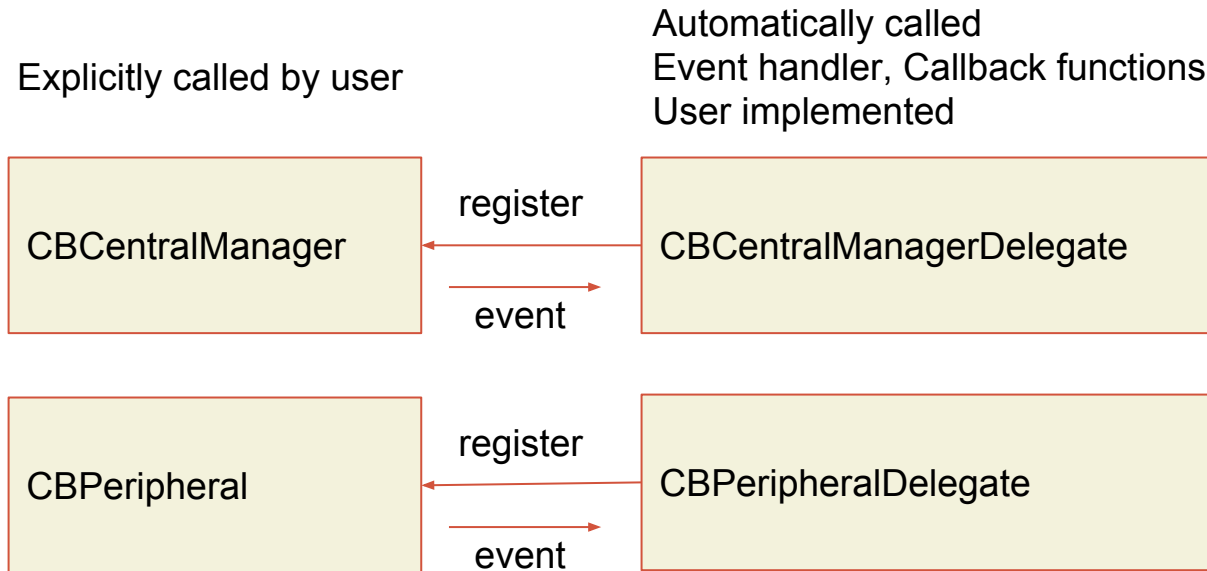 Explicitly called by user
Automatically called
Event handler, Callback functions
User implemented
CBCentralManager
register
event
CBCentralManagerDelegate
CBPeripheral
register
event
CBPeripheralDelegate